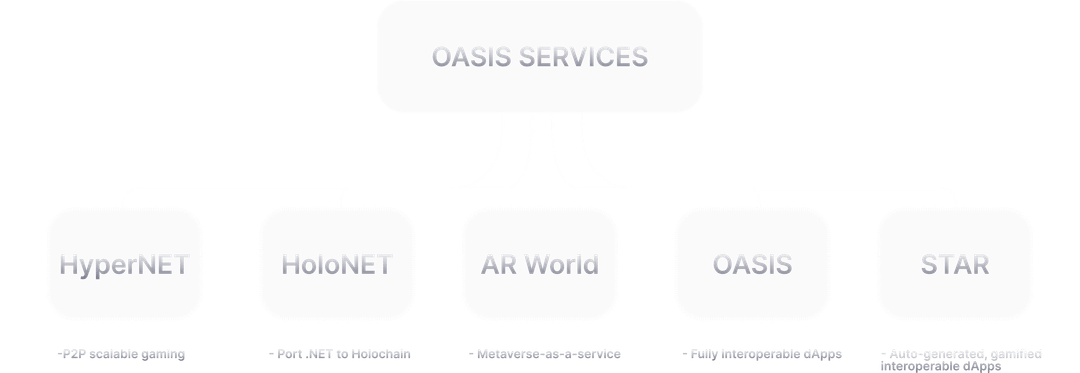 OASIS SERVICES
HyperNET
HoloNET
AR World
OASIS
STAR
-P2P scalable gaming
- Port .NET to Holochain
- Metaverse-as-a-service
- Fully interoperable dApps
- Auto-generated, gamified
interoperable dApps